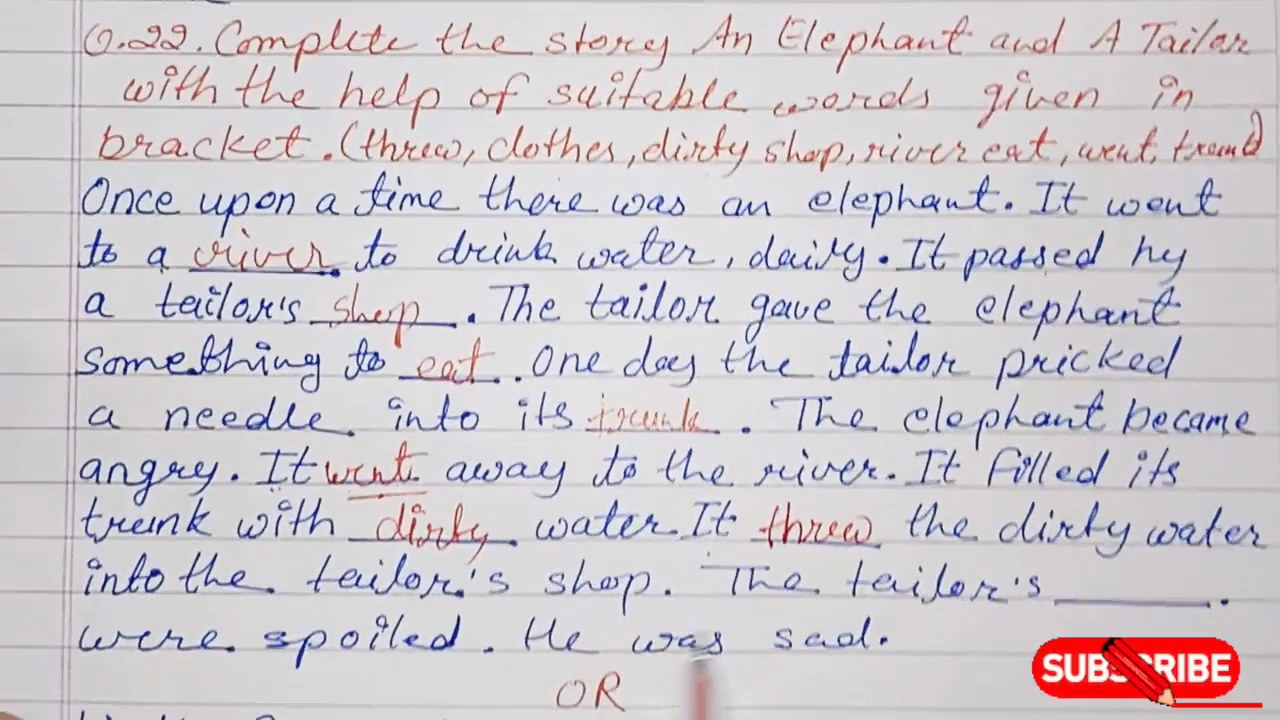 Q.22. Complete the story An Elephant and A Tailor
with the help of suitable words given in
bracket. (threw, clothes, dirty shop, river eat, went, trunk)
Once upon a time there was an elephant. It went
to a river. to drink water, daivy. It passed by
a tailor's shop. The tailor gave the elephant
something to eat. One day the tailor pricked
a needle into its trunk. The elephant became
angry. It went away to the river. It filled its
trunk with dirty water. It threw the dirty water
into the tailor's shop. The tailor's ______.
were spoiled. He was sad.
OR
SUBSCRIBE